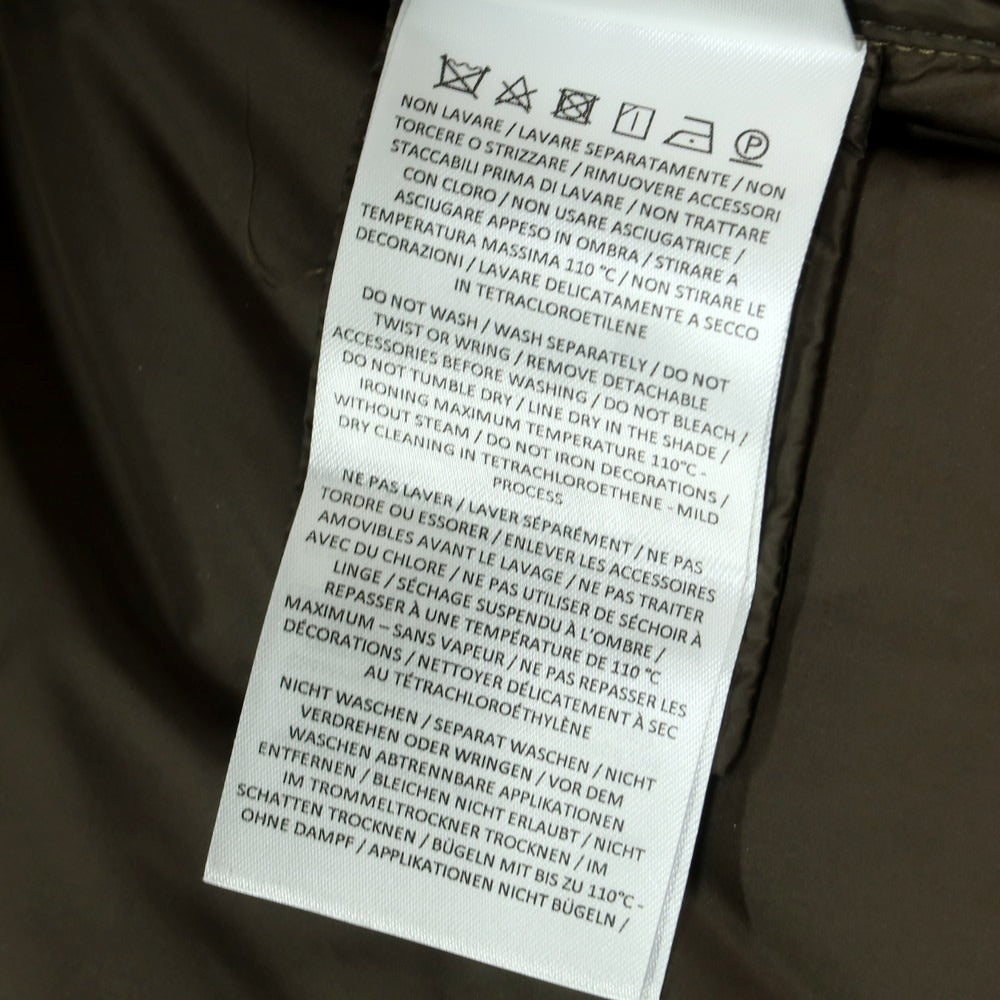 P
NON LAVARE / LAVARE SEPARATAMENTE / NON
TORCERE O STRIZZARE / RIMUOVERE ACCESSORI
STACCABILI PRIMA DI LAVARE / NON TRATTARE
CON CLORO / NON USARE ASCIUGATRICE /
ASCIUGARE APPESO IN OMBRA / STIRARE A
TEMPERATURA MASSIMA 110 °C / NON STIRARE LE
DECORAZIONI / LAVARE DELICATAMENTE A SECCO
IN TETRACLOROETILENE
DO NOT WASH / WASH SEPARATELY / DO NOT
TWIST OR WRING / REMOVE DETACHABLE
ACCESSORIES BEFORE WASHING / DO NOT BLEACH /
DO NOT TUMBLE DRY / LINE DRY IN THE SHADE /
IRONING MAXIMUM TEMPERATURE 110°C -
WITHOUT STEAM / DO NOT IRON DECORATIONS /
DRY CLEANING IN TETRACHLOROETHENE - MILD
PROCESS
NE PAS LAVER / LAVER SÉPARÉMENT / NE PAS
TORDRE OU ESSORER / ENLEVER LES ACCESSOIRES
AMOVIBLES AVANT LE LAVAGE / NE PAS TRAITER
AVEC DU CHLORE / NE PAS UTILISER DE SÉCHOIR À
LINGE / SÉCHAGE SUSPENDU À L'OMBRE /
REPASSER À UNE TEMPÉRATURE DE 110 °C
MAXIMUM – SANS VAPEUR / NE PAS REPASSER LES
DÉCORATIONS / NETTOYER DÉLICATEMENT À SEC
AU TÉTRACHLOROÉTHYLÈNE
NICHT WASCHEN / SEPARAT WASCHEN / NICHT
VERDREHEN ODER WRINGEN / VOR DEM
WASCHEN ABTRENNBARE APPLIKATIONEN
ENTFERNEN / BLEICHEN NICHT ERLAUBT / NICHT
IM TROMMELTROCKNER TROCKNEN / IM
SCHATTEN TROCKNEN / BÜGELN MIT BIS ZU 110°C -
OHNE DAMPF / APPLIKATIONEN NICHT BÜGELN /